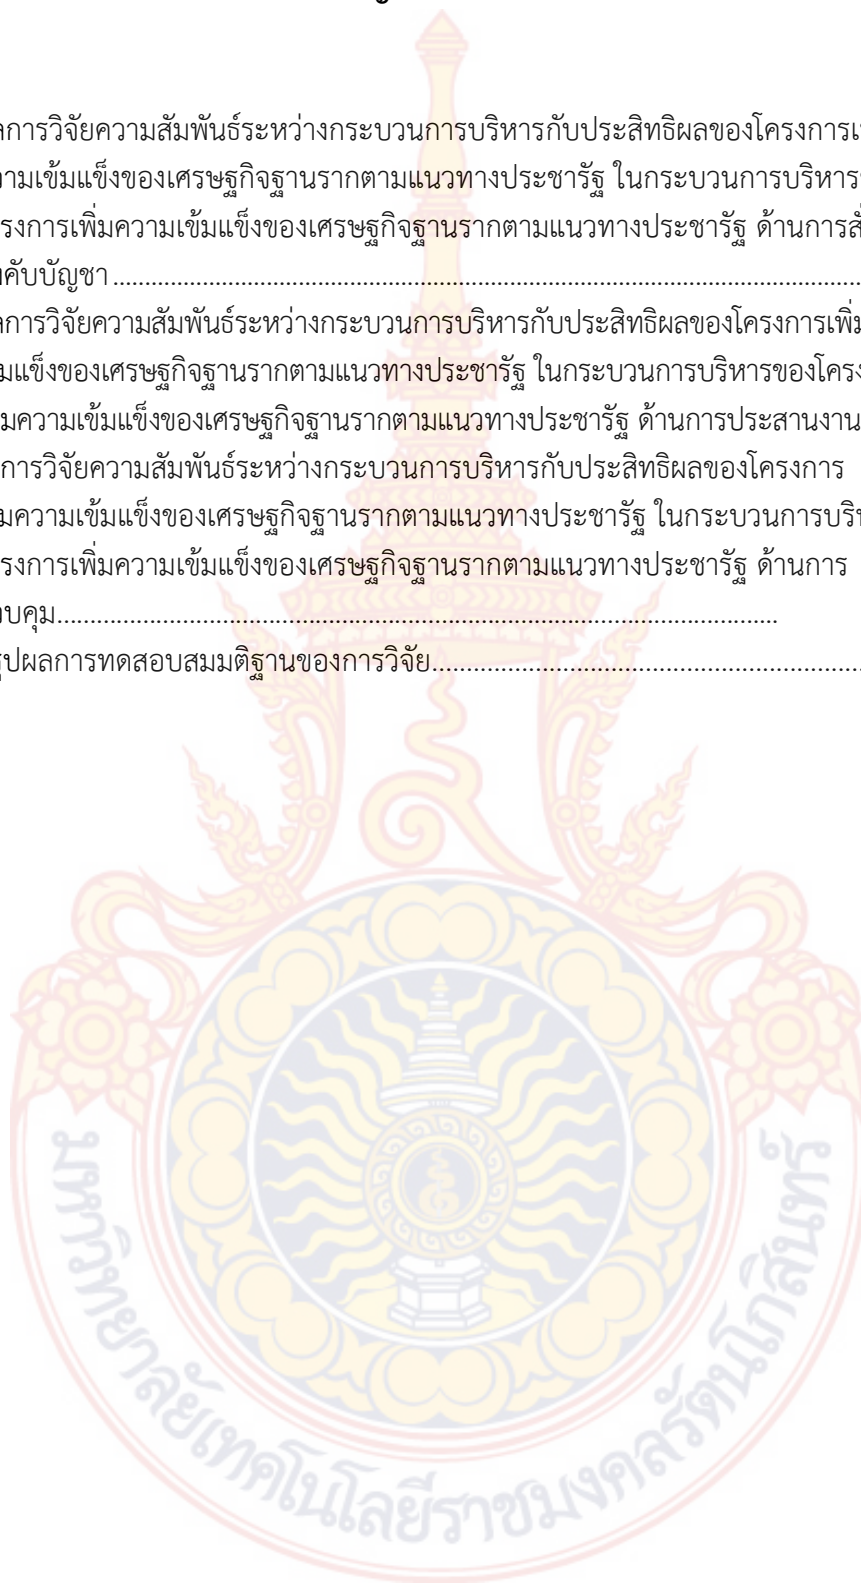 การวิจัยความสัมพันธ์ระหว่างกระบวนการบริหารกับประสิทธิผลของโครงการ
ความเข้มแข็งของเศรษฐกิจฐานรากตามแนวทางประชารัฐ ในกระบวนการบริหาร
โครงการเพิ่มความเข้มแข็งของเศรษฐกิจฐานรากตามแนวทางประชารัฐ ด้านการ
คับบัญชา....................................................................................................................
การวิจัยความสัมพันธ์ระหว่างกระบวนการบริหารกับประสิทธิผลของโครงการเพิ่ม
มแข็งของเศรษฐกิจฐานรากตามแนวทางประชารัฐ ในกระบวนการบริหารของ
มความเข้มแข็งของเศรษฐกิจฐานรากตามแนวทางประชารัฐ ด้านการประสานงาน
การวิจัยความสัมพันธ์ระหว่างกระบวนการบริหารกับประสิทธิผลของโครงการ
มความเข้มแข็งของเศรษฐกิจฐานรากตามแนวทางประชารัฐ ในกระบวนการ
รงการเพิ่มความเข้มแข็งของเศรษฐกิจฐานรากตามแนวทางประชารัฐ ด้านการ
บคุม.............................................................................................................
ปผลการทดสอบสมมติฐานของการวิจัย..................................................................
มหาวิทยาลัยเทคโนโลยีราชมงคลรัตนโกสินทร์